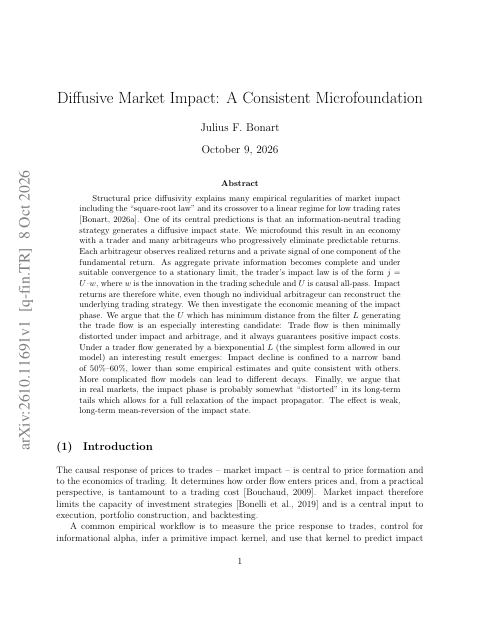 Diffusive Market Impact: A Consistent Microfoundation
Julius F. Bonart
October 9, 2026
Abstract
Structural price diffusivity explains many empirical regularities of market impact
including the “square-root law” and its crossover to a linear regime for low trading rates
[Bonart, 2026a]. One of its central predictions is that an information-neutral trading
strategy generates a diffusive impact state. We microfound this result in an economy
with a trader and many arbitrageurs who progressively eliminate predictable returns.
Each arbitrageur observes realized returns and a private signal of one component of the
fundamental return. As aggregate private information becomes complete and under
suitable convergence to a stationary limit, the trader's impact law is of the form j =
U·w, where w is the innovation in the trading schedule and U is causal all-pass. Impact
returns are therefore white, even though no individual arbitrageur can reconstruct the
underlying trading strategy. We then investigate the economic meaning of the impact
phase. We argue that the U which has minimum distance from the filter L generating
the trade flow is an especially interesting candidate: Trade flow is then minimally
distorted under impact and arbitrage, and it always guarantees positive impact costs.
Under a trader flow generated by a biexponential L (the simplest form allowed in our
model) an interesting result emerges: Impact decline is confined to a narrow band
of 50%–60%, lower than some empirical estimates and quite consistent with others.
More complicated flow models can lead to different decays. Finally, we argue that
in real markets, the impact phase is probably somewhat “distorted” in its long-term
tails which allows for a full relaxation of the impact propagator. The effect is weak,
long-term mean-reversion of the impact state.
(1) Introduction
The causal response of prices to trades – market impact – is central to price formation and
to the economics of trading. It determines how order flow enters prices and, from a practical
perspective, is tantamount to a trading cost [Bouchaud, 2009]. Market impact therefore
limits the capacity of investment strategies [Bonelli et al., 2019] and is a central input to
execution, portfolio construction, and backtesting.
A common empirical workflow is to measure the price response to trades, control for
informational alpha, infer a primitive impact kernel, and use that kernel to predict impact
1
arXiv:2610.11691v1 [q-fin.TR] 8 Oct 2026